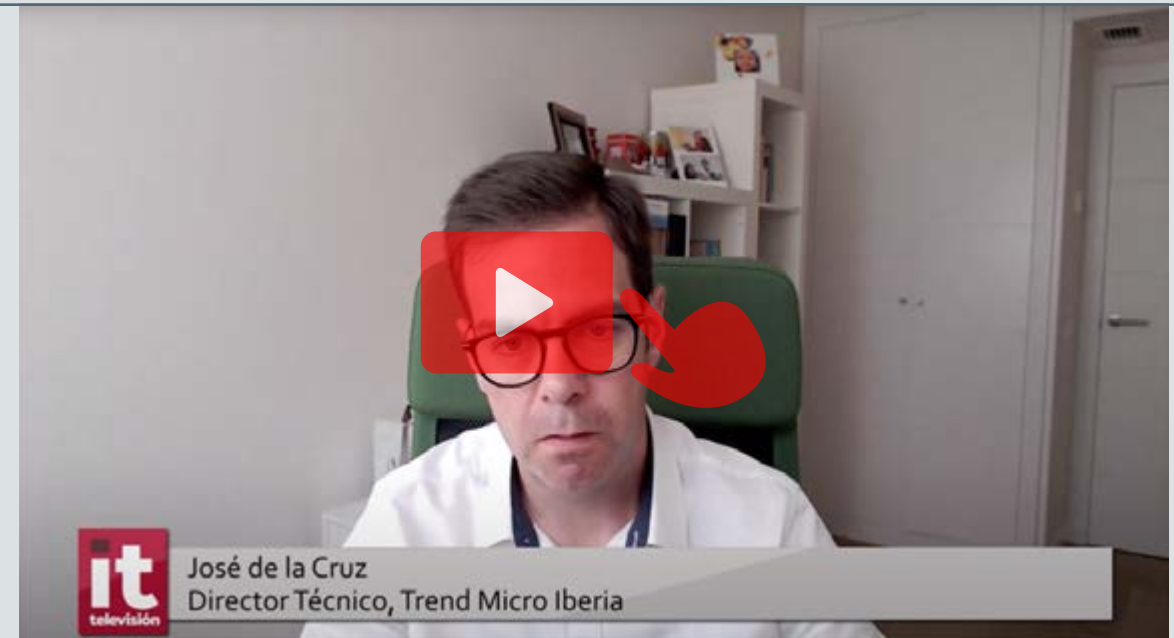 it
televisión
José de la Cruz
Director Técnico, Trend Micro Iberia